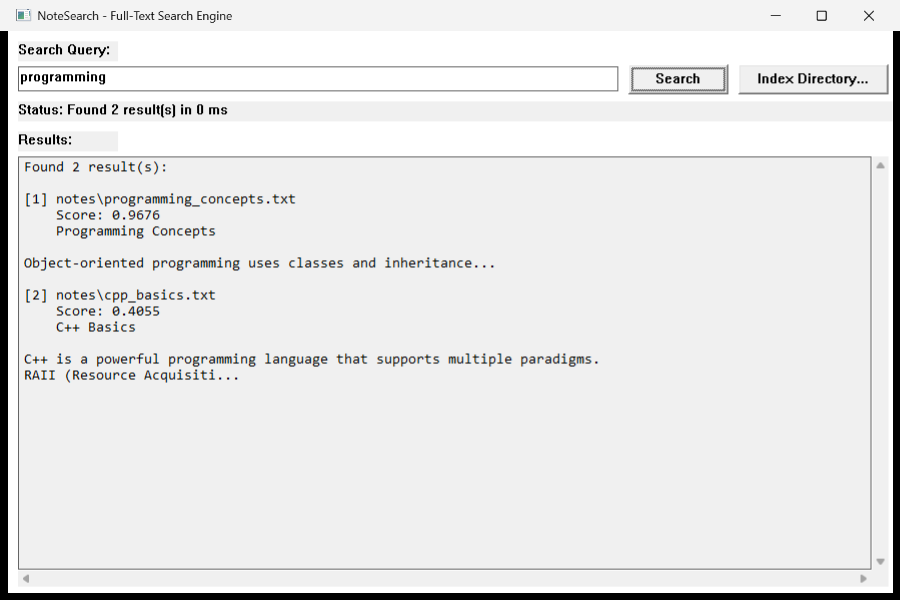 NoteSearch - Full-Text Search Engine
Search Query:
programming
Search
Index Directory...
Status: Found 2 result(s) in 0 ms
Results:
Found 2 result(s):
[1] notes\programming_concepts.txt
Score: 0.9676
Programming Concepts
Object-oriented programming uses classes and inheritance...
[2] notes\cpp_basics.txt
Score: 0.4055
C++ Basics
C++ is a powerful programming language that supports multiple paradigms.
RAII (Resource Acquisiti...